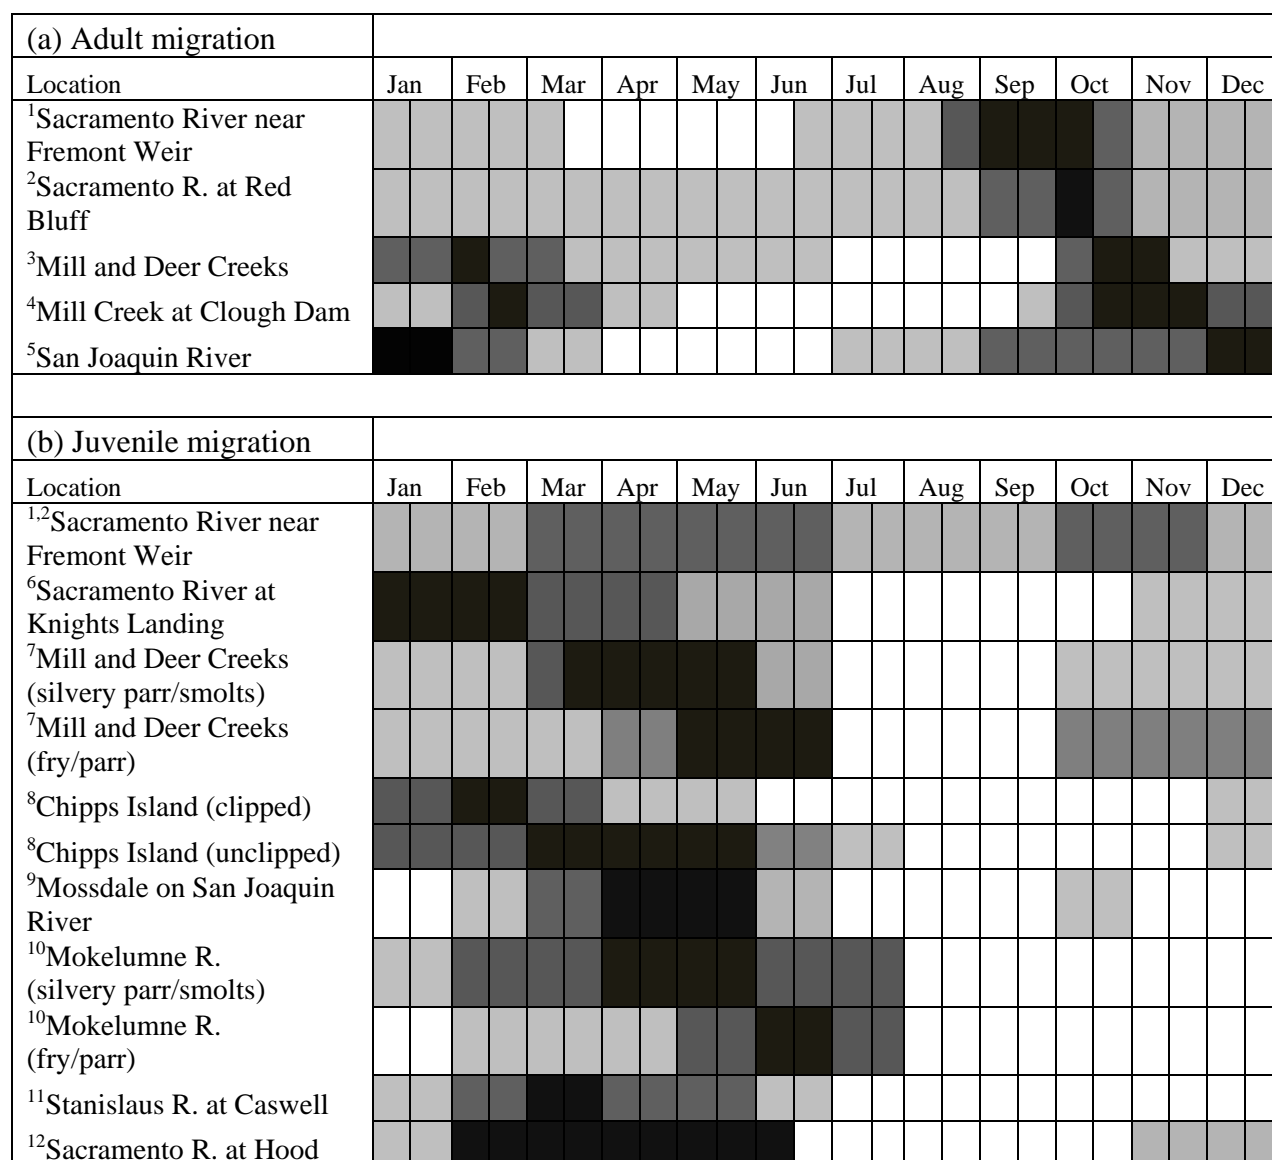 (a) Adult migration
Location Jan Feb Mar Apr May Jun Jul Aug Sep Oct Nov Dec
1Sacramento River near
Fremont Weir
2Sacramento R. at Red
Bluff
3Mill and Deer Creeks
4Mill Creek at Clough Dam
5San Joaquin River
(b) Juvenile migration
Location Jan Feb Mar Apr May Jun Jul Aug Sep Oct Nov Dec
1,2Sacramento River near
Fremont Weir
6Sacramento River at
Knights Landing
7Mill and Deer Creeks
(silvery parr/smolts)
7Mill and Deer Creeks
(fry/parr)
8Chipps Island (clipped)
8Chipps Island (unclipped)
9Mossdale on San Joaquin
River
10Mokelumne R.
(silvery parr/smolts)
10Mokelumne R.
(fry/parr)
11Stanislaus R. at Caswell
12Sacramento R. at Hood